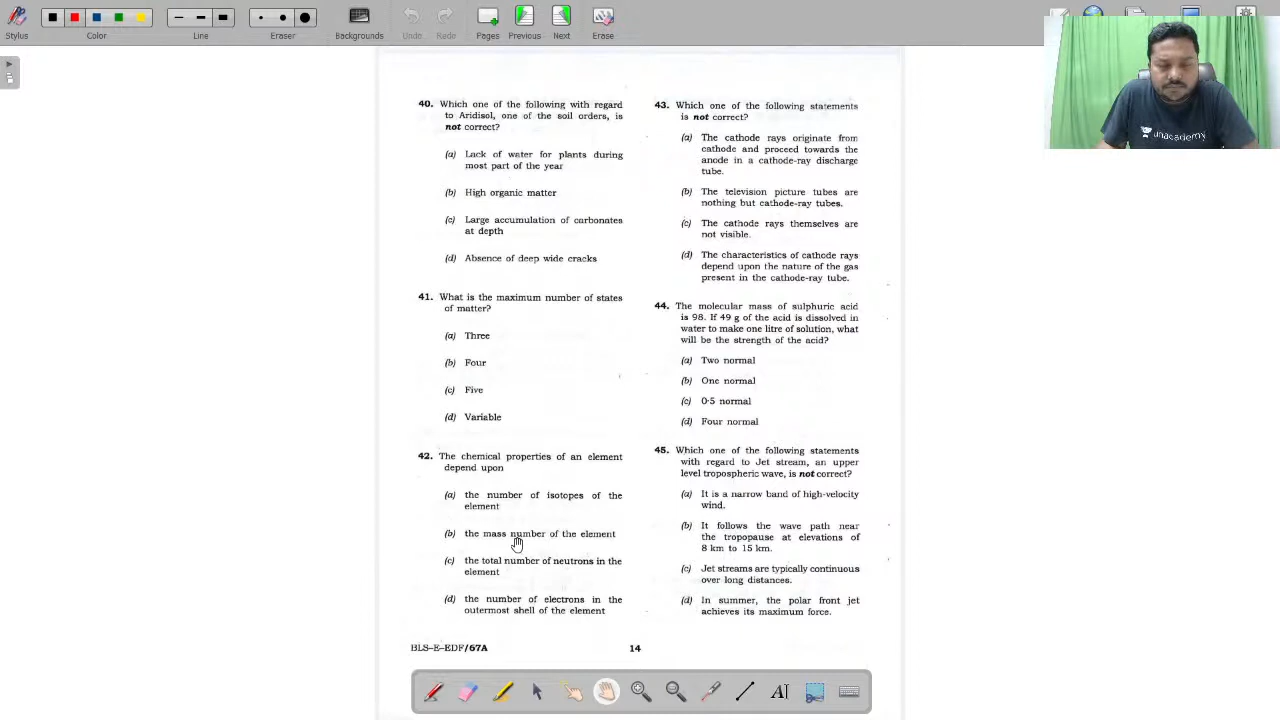 Stylus
Color
Line
Eraser
Backgrounds
Undo
Redo
Pages
Previous
Next
Erase
unacademy
40. Which one of the following with regard
to Aridisol, one of the soil orders, is
not correct?
(a) Lack of water for plants during
most part of the year
(b) High organic matter
(c) Large accumulation of carbonates
at depth
(d) Absence of deep wide cracks
41. What is the maximum number of states
of matter?
(a) Three
(b) Four
(c) Five
(d) Variable
42. The chemical properties of an element
depend upon
(a) the number of isotopes of the
element
(b) the mass number of the element
(c) the total number of neutrons in the
element
(d) the number of electrons in the
outermost shell of the element
43. Which one of the following statements
is not correct?
(a) The cathode rays originate from
cathode and proceed towards the
anode in a cathode-ray discharge
tube.
(b) The television picture tubes are
nothing but cathode-ray tubes.
(c) The cathode rays themselves are
not visible.
(d) The characteristics of cathode rays
depend upon the nature of the gas
present in the cathode-ray tube.
44. The molecular mass of sulphuric acid
is 98. If 49 g of the acid is dissolved in
water to make one litre of solution, what
will be the strength of the acid?
(a) Two normal
(b) One normal
(c) 0·5 normal
(d) Four normal
45. Which one of the following statements
with regard to Jet stream, an upper
level tropospheric wave, is not correct?
(a) It is a narrow band of high-velocity
wind.
(b) It follows the wave path near
the tropopause at elevations of
8 km to 15 km.
(c) Jet streams are typically continuous
over long distances.
(d) In summer, the polar front jet
achieves its maximum force.
BLS–E–EDF/67A
14
A